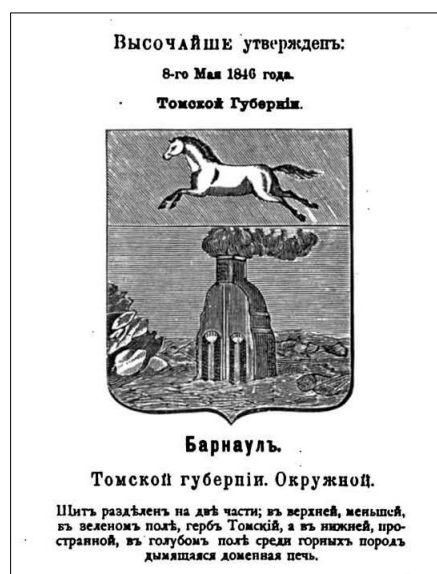 Высочайше утвержденъ:
8-го Мая 1846 года.
Томской Губерніи.
Барнаулъ.
Томской губерніи. Окружной.
Щитъ раздѣленъ на двѣ части; въ верхней, меньшей,
въ зеленомъ полѣ, гербъ Томскій, а въ нижней, про-
странной, въ голубомъ полѣ среди горныхъ породъ
дымящаяся доменная печь.